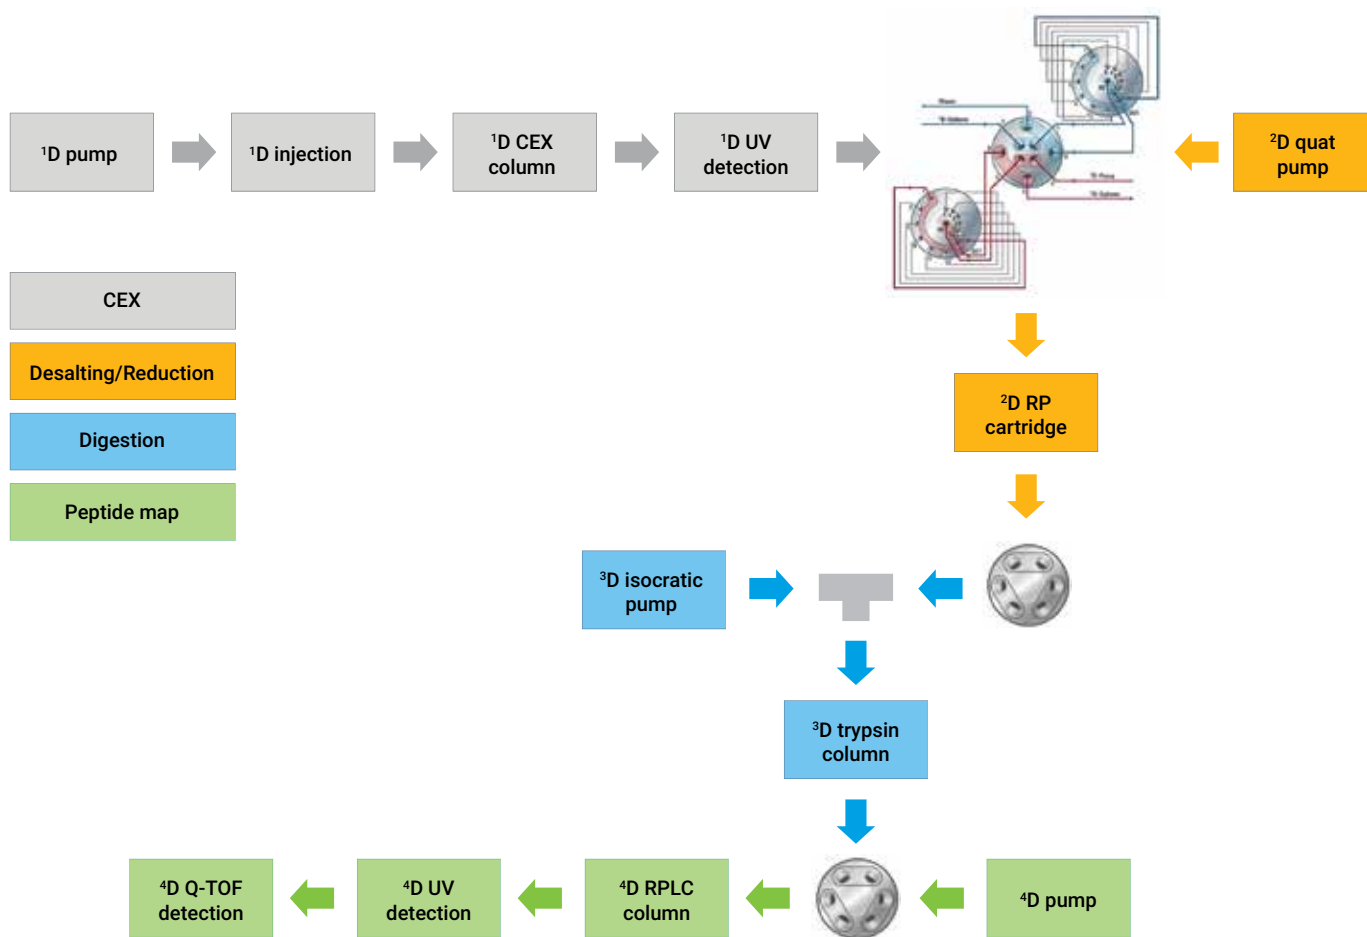 ¹D pump
¹D injection
¹D CEX
column
¹D UV
detection
²D quat
pump
CEX
Desalting/Reduction
Digestion
Peptide map
²D RP
cartridge
³D isocratic
pump
³D trypsin
column
⁴D Q-TOF
detection
⁴D UV
detection
⁴D RPLC
column
⁴D pump